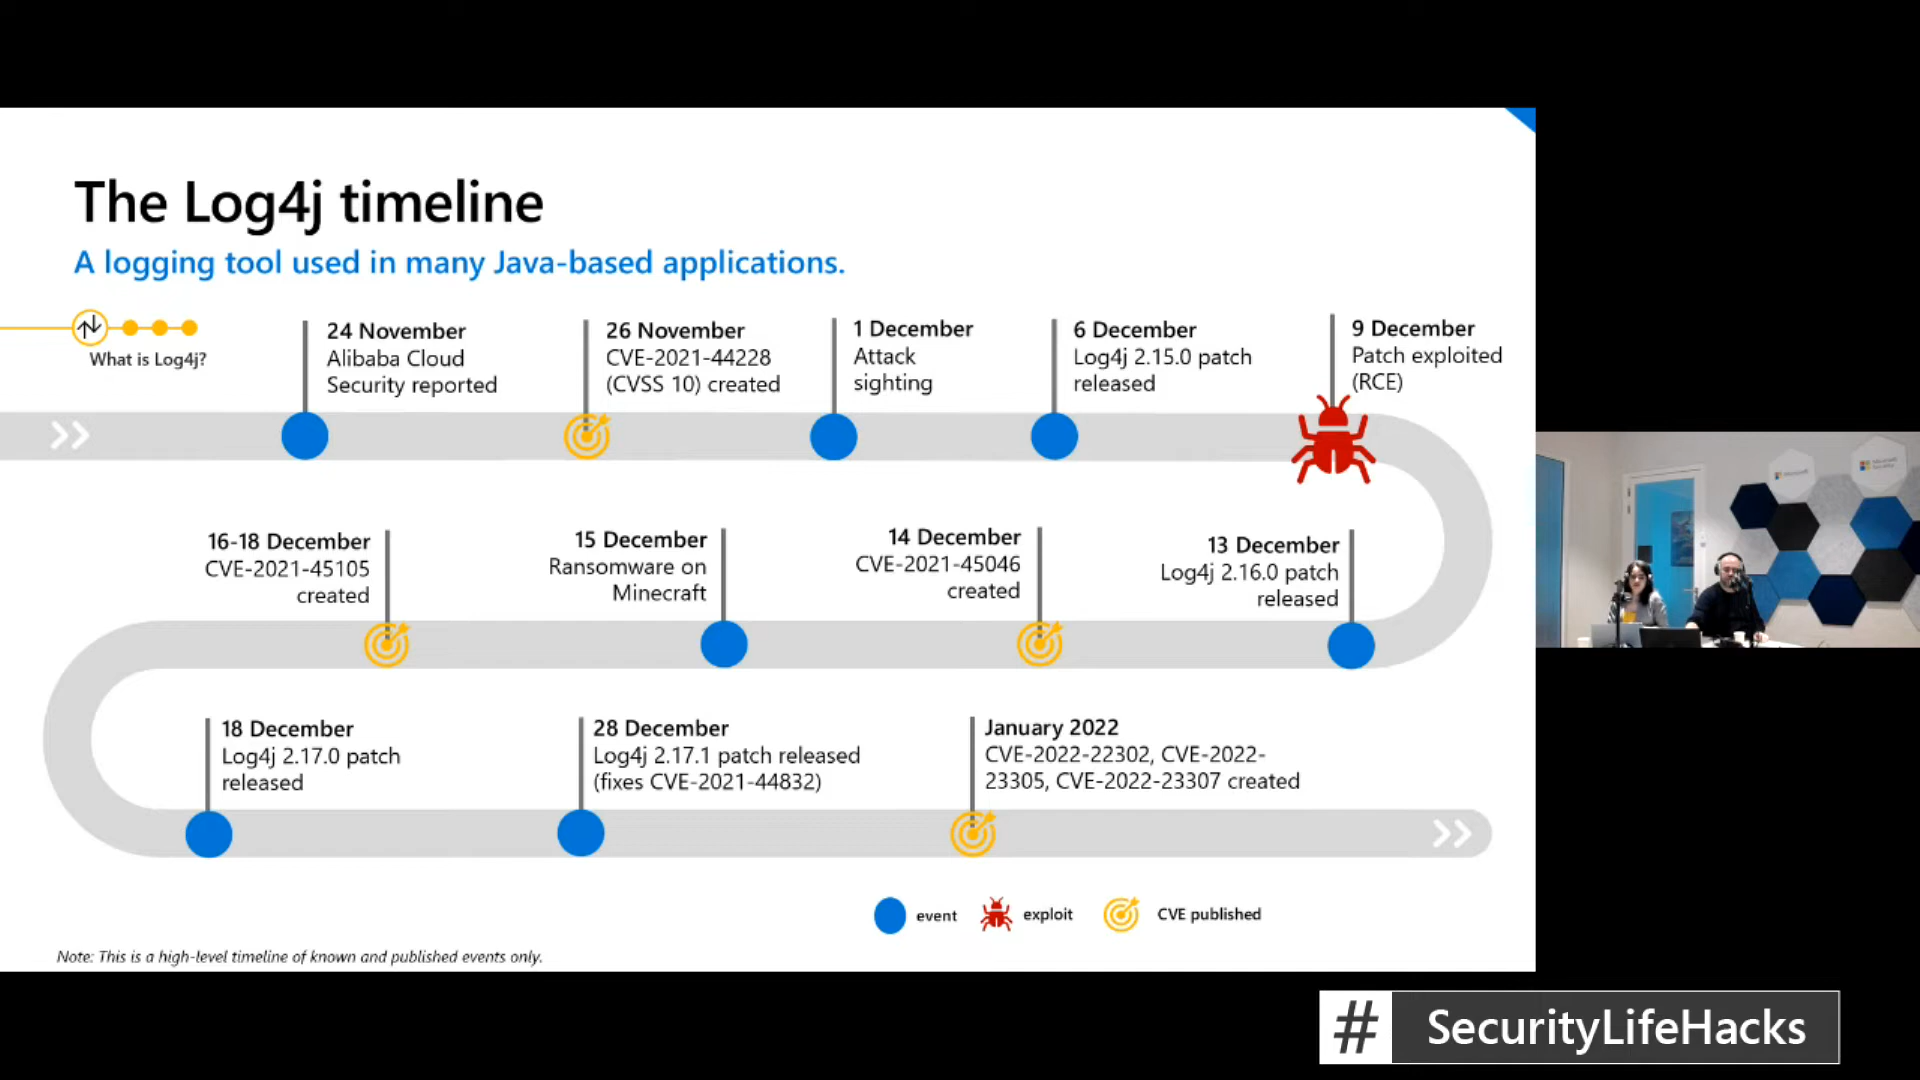 The Log4j timeline
A logging tool used in many Java-based applications.
What is Log4j?
24 November
Alibaba Cloud
Security reported
26 November
CVE-2021-44228
(CVSS 10) created
1 December
Attack
sighting
6 December
Log4j 2.15.0 patch
released
9 December
Patch exploited
(RCE)
16-18 December
CVE-2021-45105
created
15 December
Ransomware on
Minecraft
14 December
CVE-2021-45046
created
13 December
Log4j 2.16.0 patch
released
18 December
Log4j 2.17.0 patch
released
28 December
Log4j 2.17.1 patch released
(fixes CVE-2021-44832)
January 2022
CVE-2022-22302, CVE-2022-
23305, CVE-2022-23307 created
event
exploit
CVE published
Note: This is a high-level timeline of known and published events only.
# SecurityLifeHacks